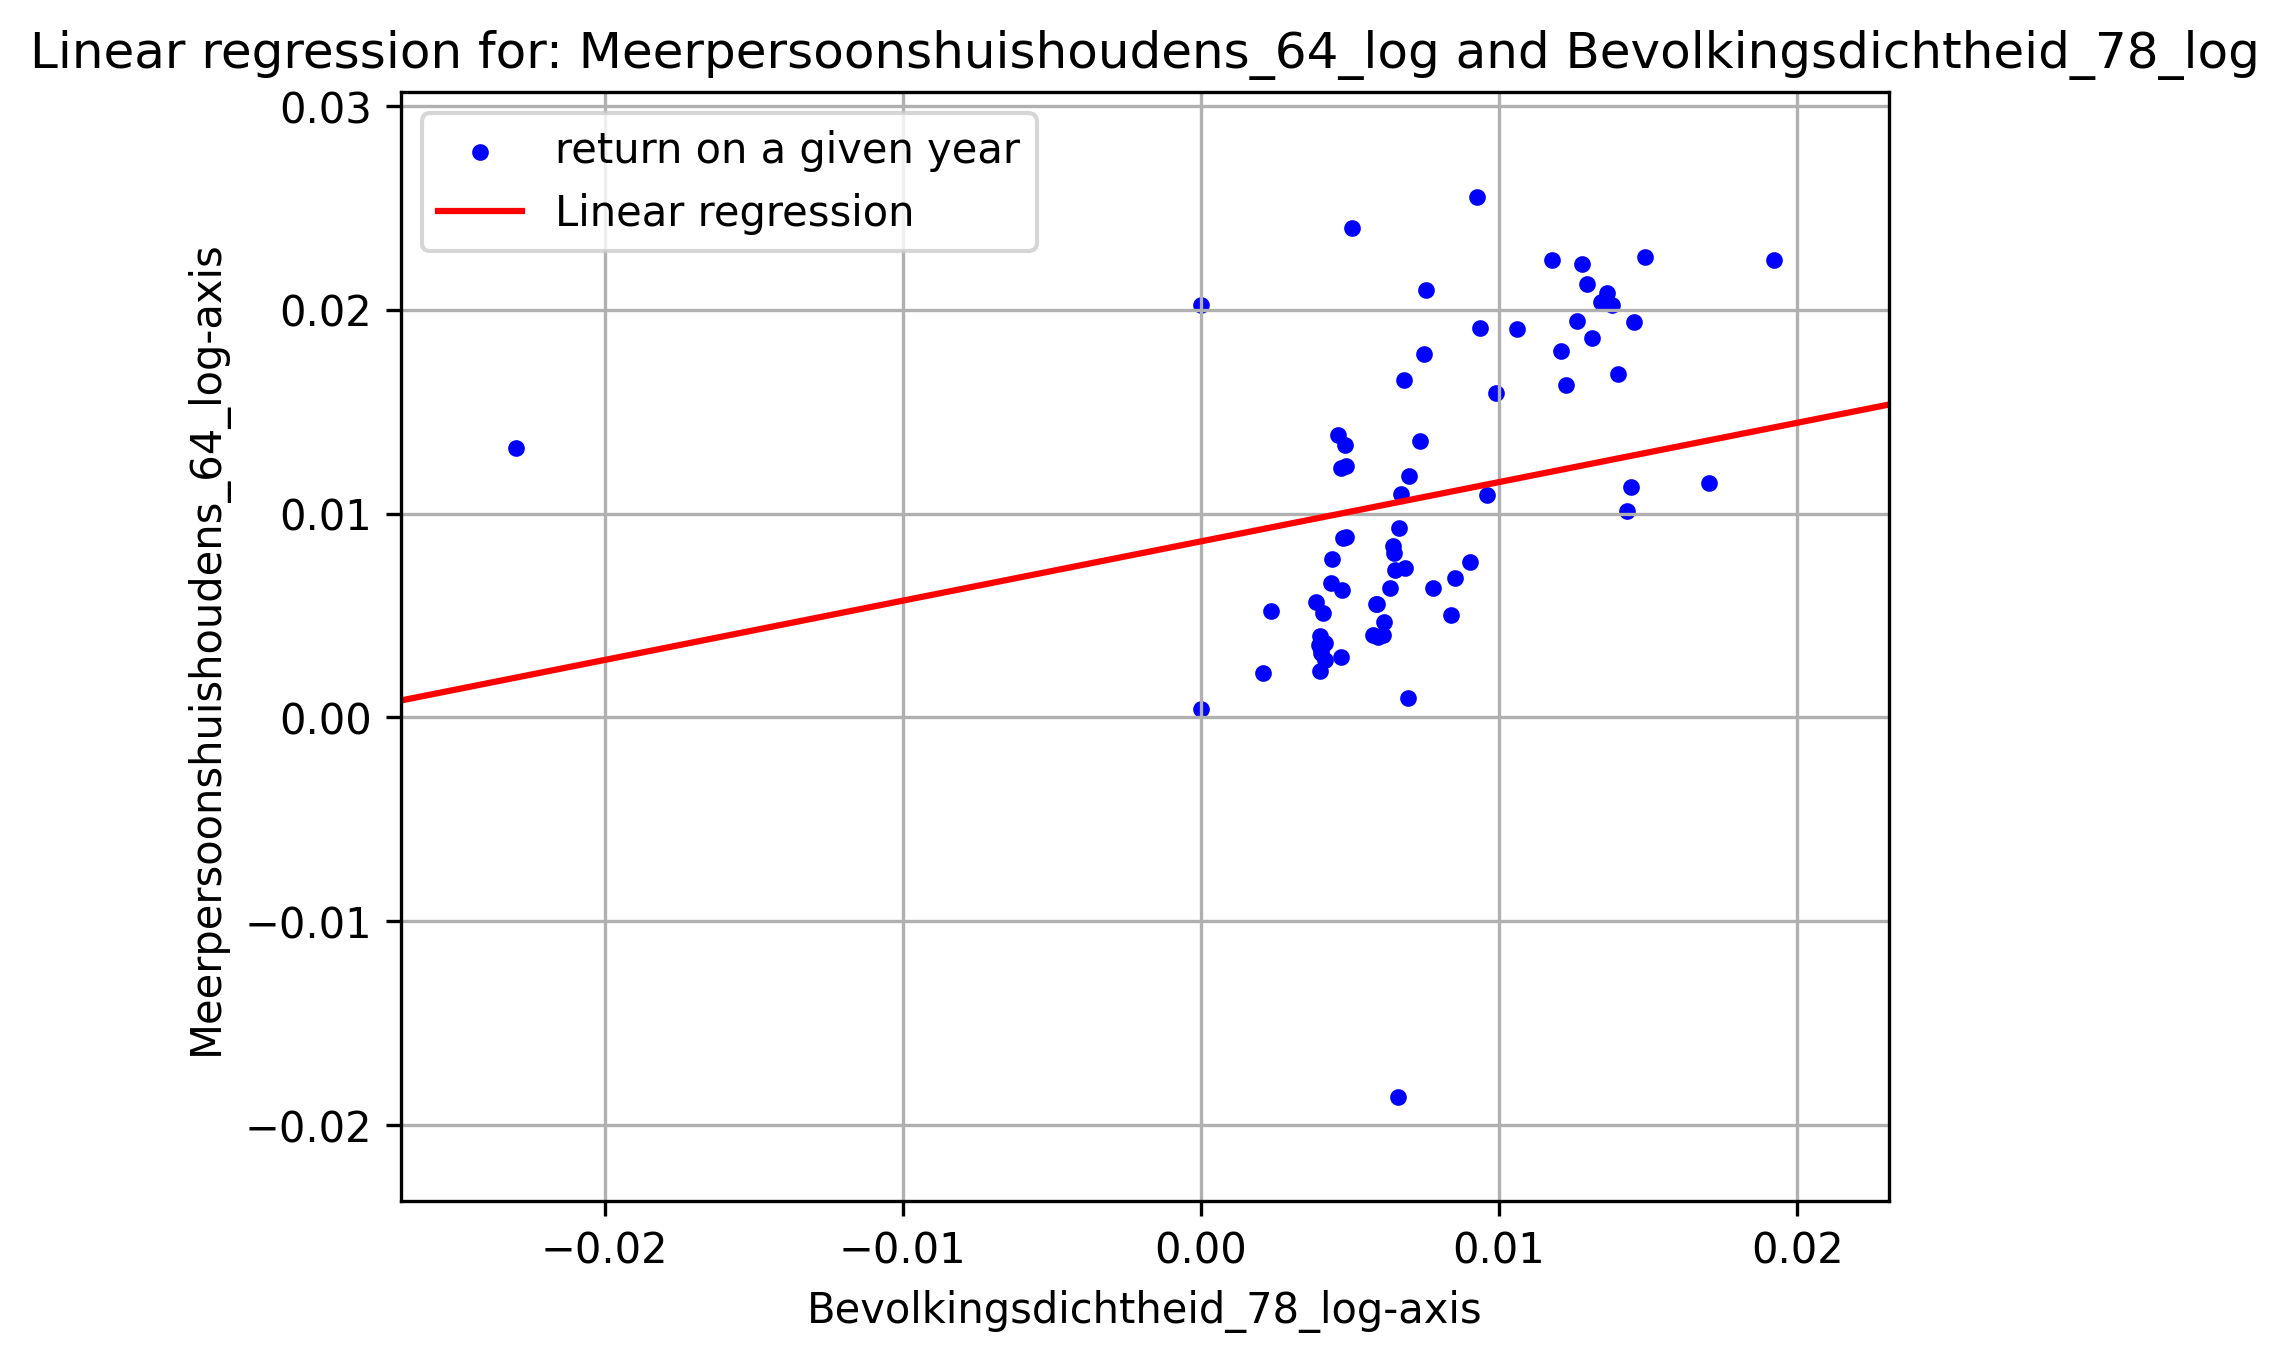 Linear regression for: Meerpersoonshuishoudens_64_log and Bevolkingsdichtheid_78_log
return on a given year
Linear regression
Meerpersoonshuishoudens_64_log-axis
0.03
0.02
0.01
0.00
−0.01
−0.02
−0.02 −0.01 0.00 0.01 0.02
Bevolkingsdichtheid_78_log-axis